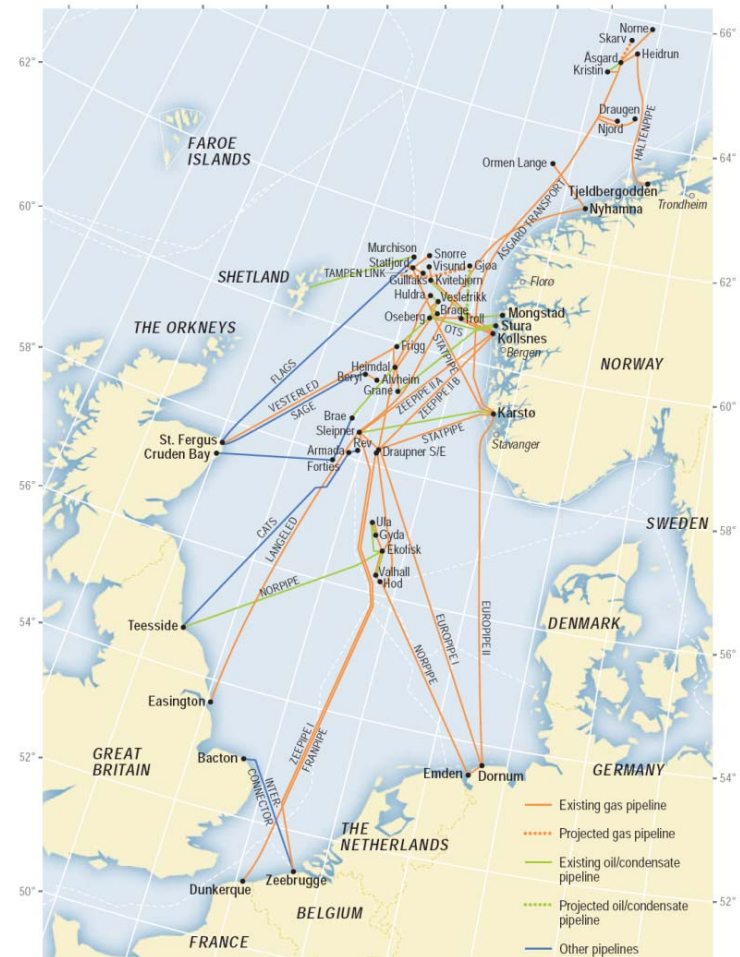 62°
60°
58°
56°
54°
52°
50°
66°
64°
62°
60°
58°
56°
54°
52°
Norne
Skarv
Åsgard
Heidrun
Kristin
Draugen
Njord
HALTENPIPE
Ormen Lange
Tjeldbergodden
Trondheim
Nyhamna
ÅSGARD TRANSPORT
FAROE
ISLANDS
Murchison
Snorre
Statfjord
Visund
Gjøa
TAMPEN LINK
Gullfaks
Kvitebjørn
Florø
SHETLAND
Huldra
Veslefrikk
Brage
Oseberg
Troll
Mongstad
Sture
OTS
Kollsnes
Bergen
THE ORKNEYS
Frigg
STATPIPE
NORWAY
FLAGS
Heimdal
Beryl
Alvheim
Grane
VESTERLED
SAGE
ZEEPIPE II A
ZEEPIPE II B
Brae
Kårstø
Sleipner
STATPIPE
Stavanger
St. Fergus
Cruden Bay
Rev
Armada
Draupner S/E
Forties
CATS
LANGELED
Ula
Gyda
Ekofisk
SWEDEN
Valhall
Hod
NORPIPE
Teesside
DENMARK
EUROPIPE II
EUROPIPE I
NORPIPE
Easington
ZEEPIPE I
FRANPIPE
GREAT
BRITAIN
Bacton
INTER-
CONNECTOR
Emden
Dornum
GERMANY
THE
NETHERLANDS
Zeebrugge
Dunkerque
BELGIUM
FRANCE
Existing gas pipeline
Projected gas pipeline
Existing oil/condensate
pipeline
Projected oil/condensate
pipeline
Other pipelines